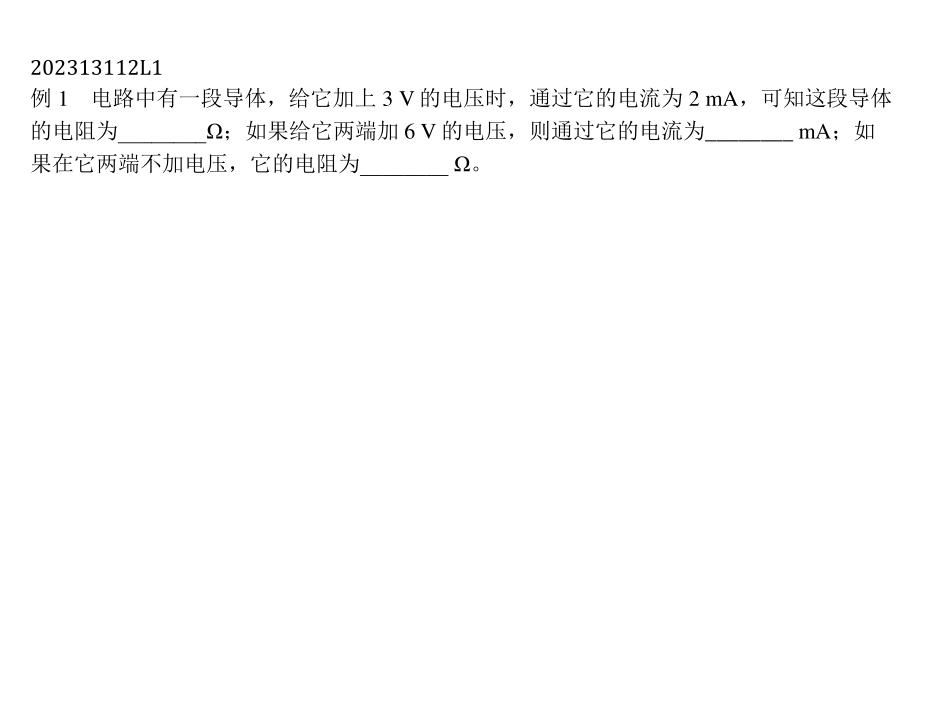 202313112L1
例 1　电路中有一段导体，给它加上 3 V 的电压时，通过它的电流为 2 mA，可知这段导体
的电阻为________Ω；如果给它两端加 6 V 的电压，则通过它的电流为________ mA；如
果在它两端不加电压，它的电阻为________ Ω。